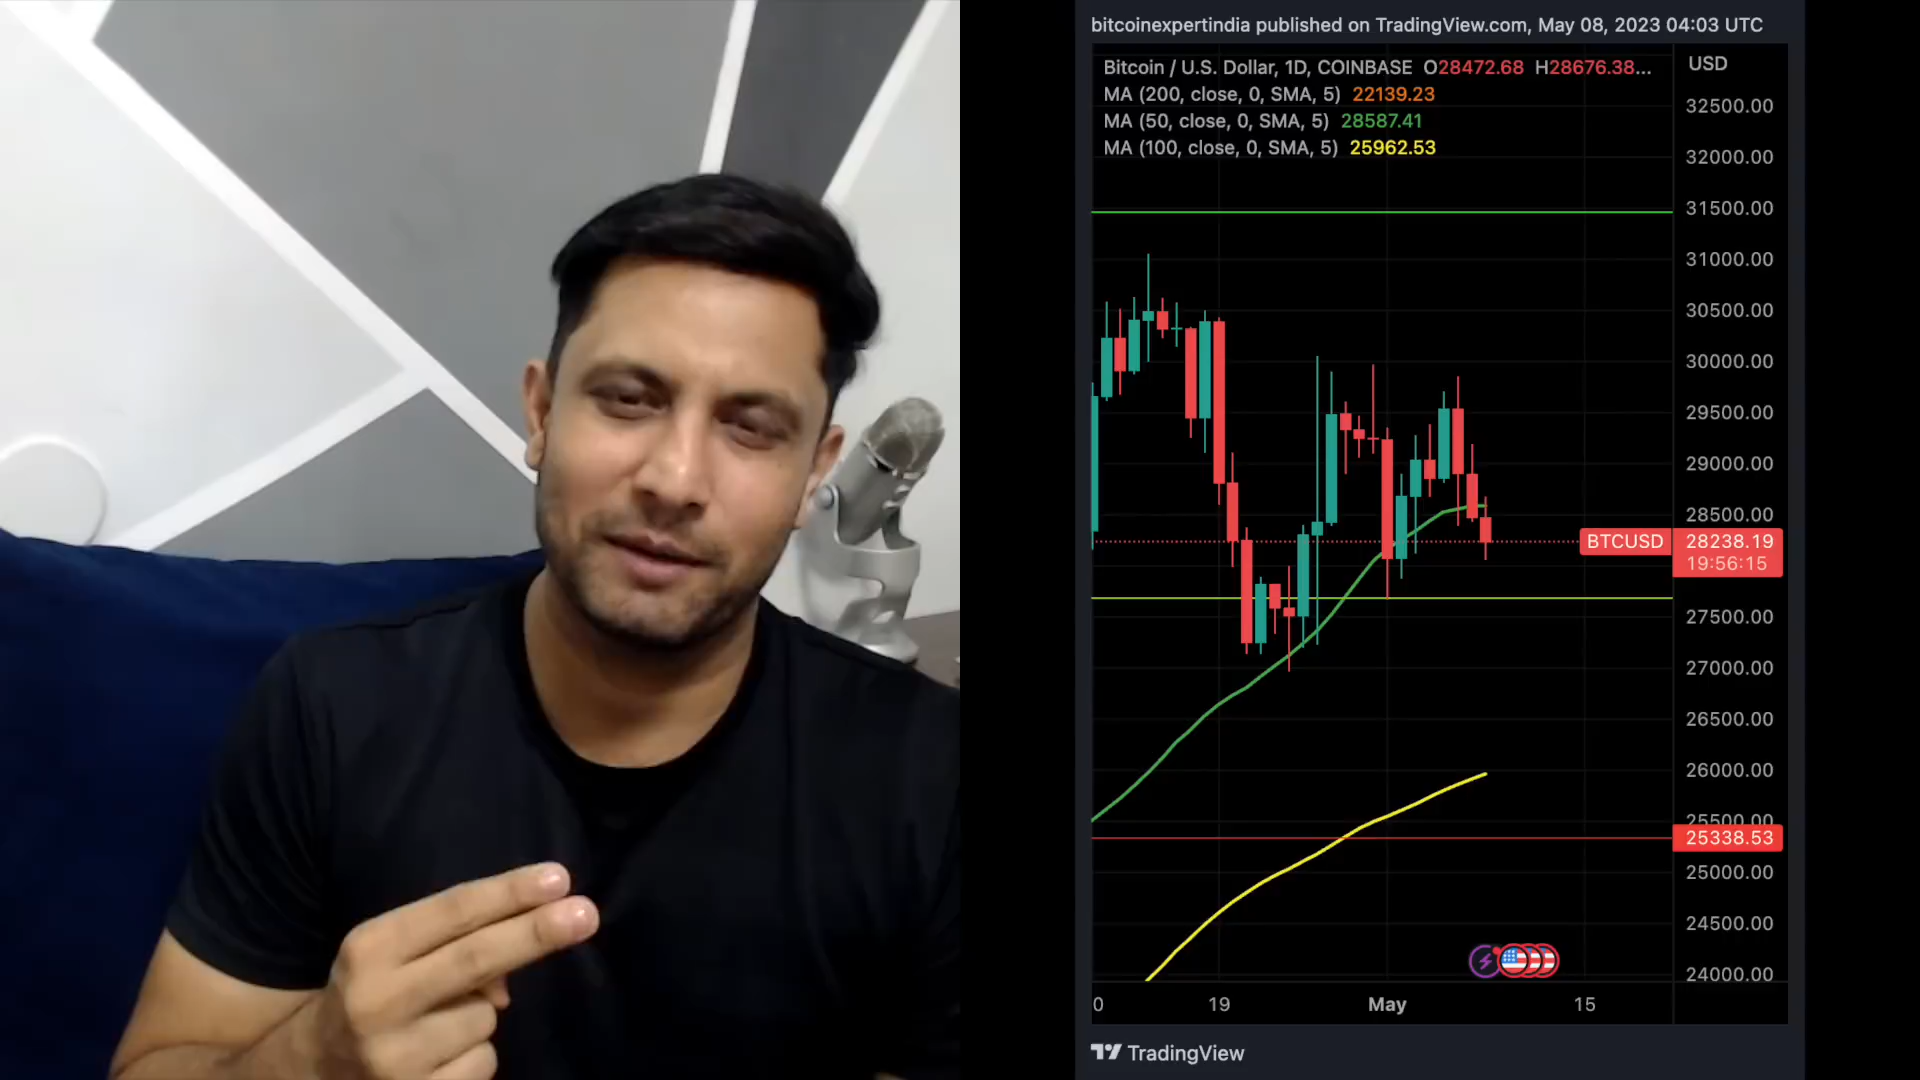 bitcoinexpertindia published on TradingView.com, May 08, 2023 04:03 UTC
Bitcoin / U.S. Dollar, 1D, COINBASE O28472.68 H28676.38...
MA (200, close, 0, SMA, 5) 22139.23
MA (50, close, 0, SMA, 5) 28587.41
MA (100, close, 0, SMA, 5) 25962.53
USD
32500.00
32000.00
31500.00
31000.00
30500.00
30000.00
29500.00
29000.00
28500.00
BTCUSD 28238.19
19:56:15
27500.00
27000.00
26500.00
26000.00
25500.00
25338.53
25000.00
24500.00
24000.00
0 19 May 15
TradingView